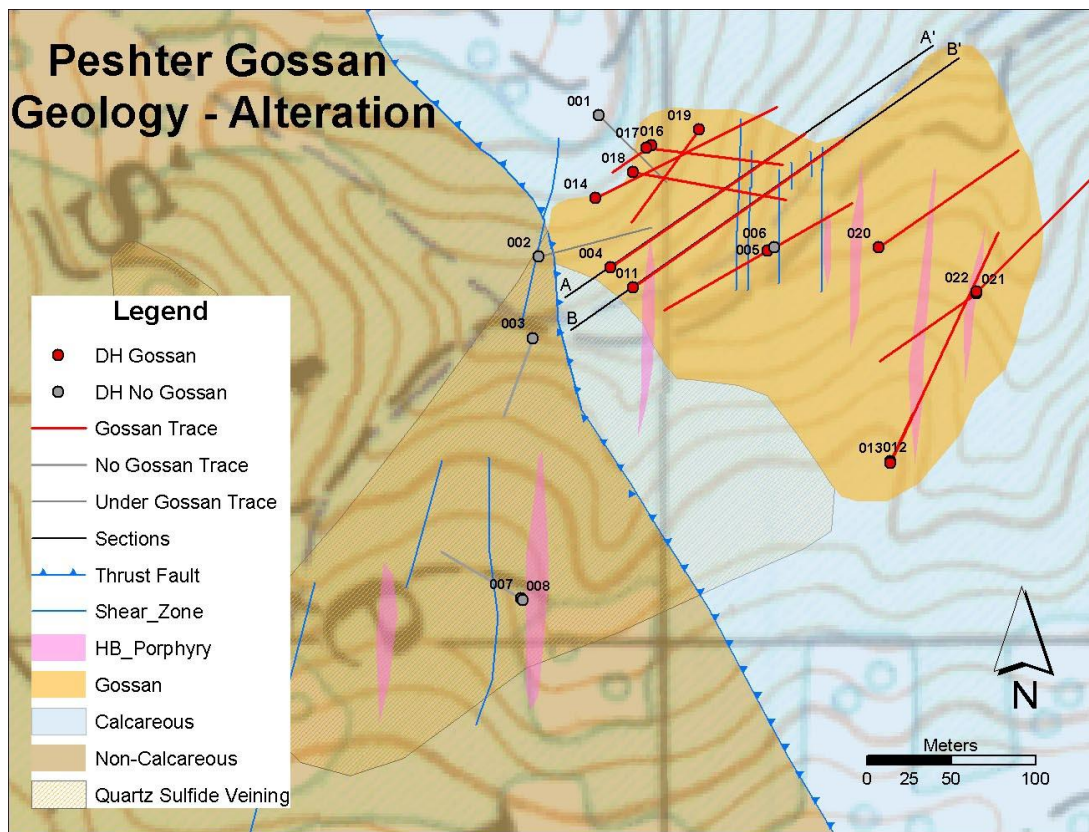 Peshter Gossan
Geology - Alteration
A'
B'
001
019
017 016
018
014
002
006
005
020
004
011
A
B
022 021
003
013012
007 008
Legend
DH Gossan
DH No Gossan
Gossan Trace
No Gossan Trace
Under Gossan Trace
Sections
Thrust Fault
Shear_Zone
HB_Porphyry
Gossan
Calcareous
Non-Calcareous
Quartz Sulfide Veining
N
Meters
0 25 50 100